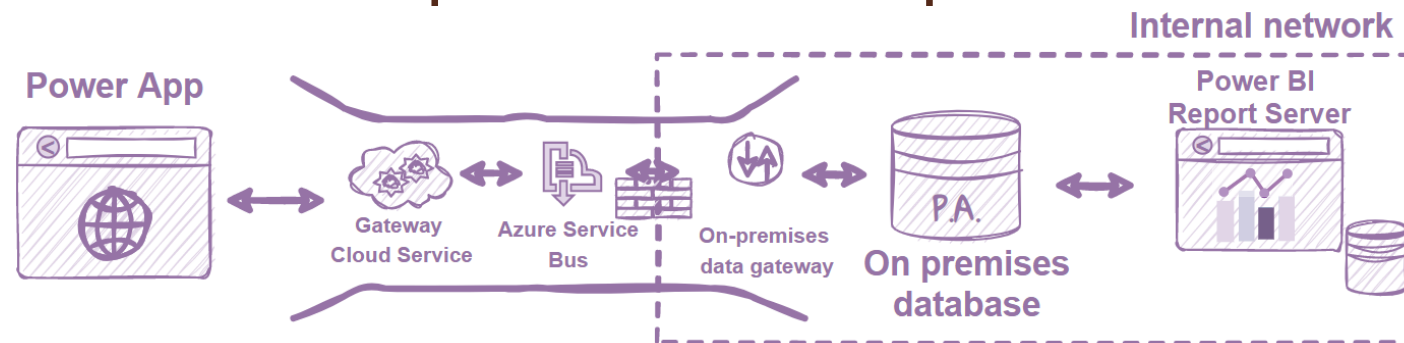 Internal network
Power App
Power BI
Report Server
P.A.
Gateway
Cloud Service
Azure Service
Bus
On-premises
data gateway
On premises
database